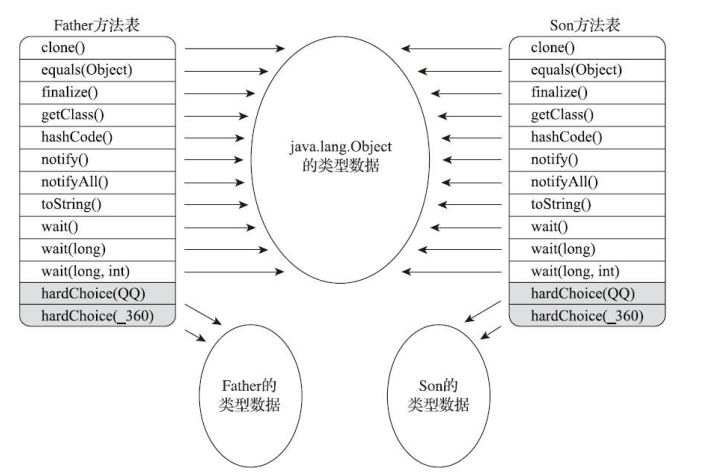 Father方法表
clone()
equals(Object)
finalize()
getClass()
hashCode()
notify()
notifyAll()
toString()
wait()
wait(long)
wait(long, int)
hardChoice(QQ)
hardChoice(_360)
java.lang.Object
的类型数据
Son方法表
clone()
equals(Object)
finalize()
getClass()
hashCode()
notify()
notifyAll()
toString()
wait()
wait(long)
wait(long, int)
hardChoice(QQ)
hardChoice(_360)
Father的
类型数据
Son的
类型数据